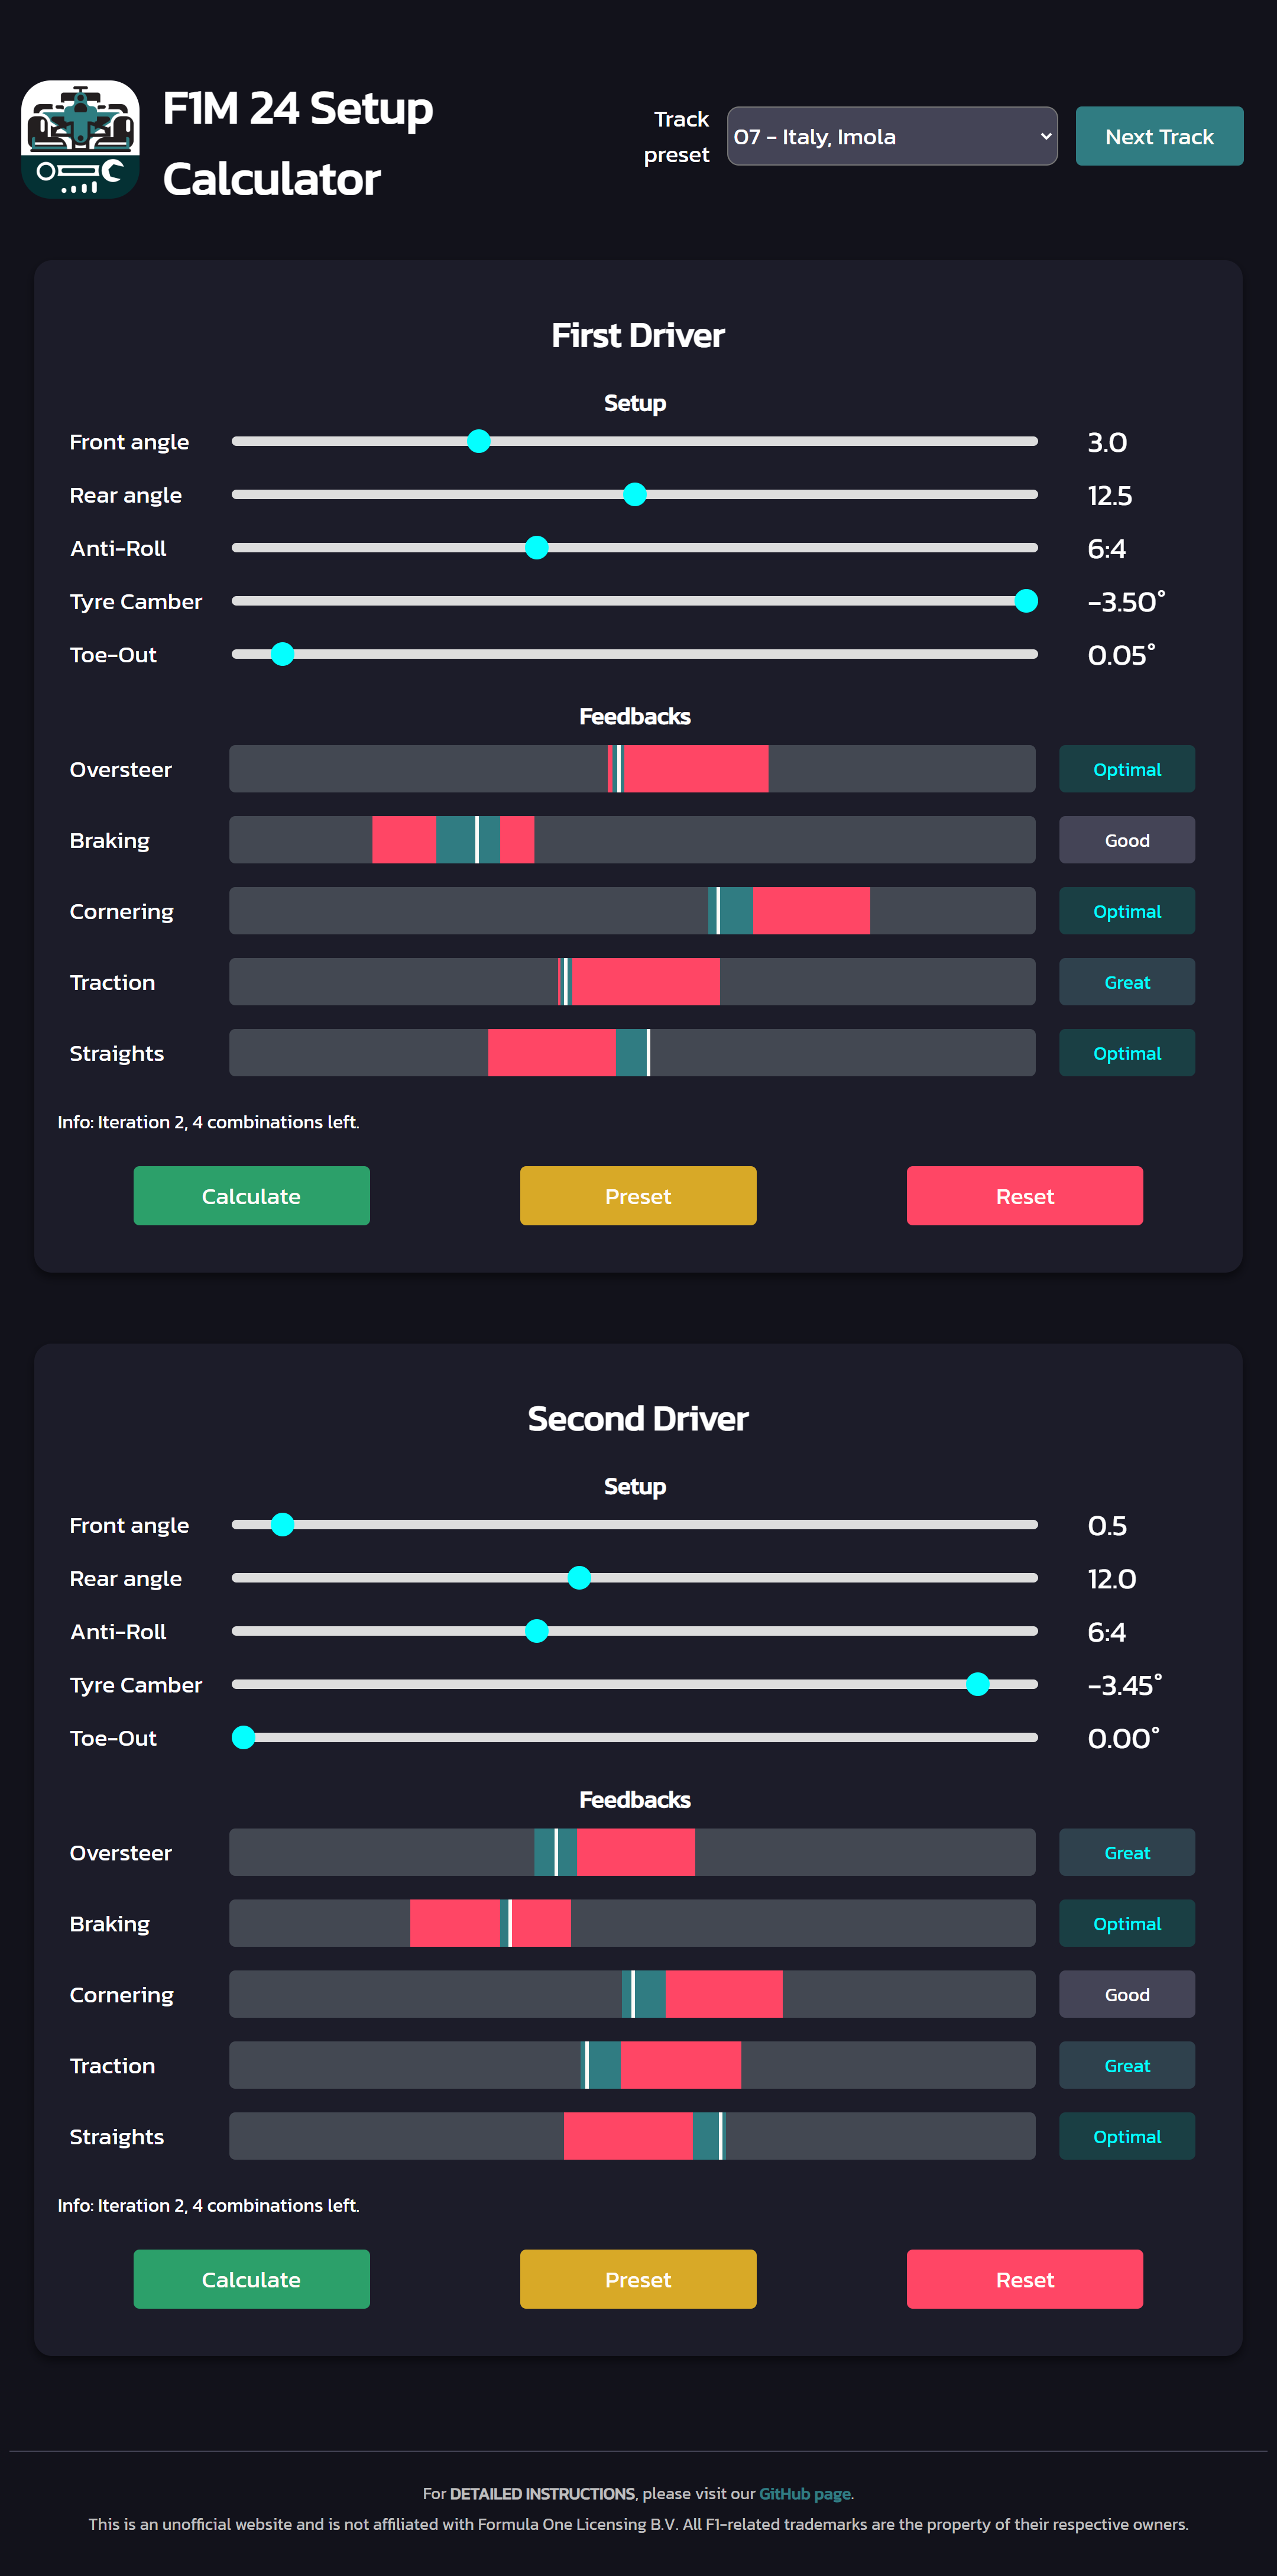 F1M 24 Setup
Calculator
Track
preset
07 - Italy, Imola
Next Track
First Driver
Setup
Front angle
3.0
Rear angle
12.5
Anti-Roll
6:4
Tyre Camber
-3.50°
Toe-Out
0.05°
Feedbacks
Oversteer
Optimal
Braking
Good
Cornering
Optimal
Traction
Great
Straights
Optimal
Info: Iteration 2, 4 combinations left.
Calculate
Preset
Reset
Second Driver
Setup
Front angle
0.5
Rear angle
12.0
Anti-Roll
6:4
Tyre Camber
-3.45°
Toe-Out
0.00°
Feedbacks
Oversteer
Great
Braking
Optimal
Cornering
Good
Traction
Great
Straights
Optimal
Info: Iteration 2, 4 combinations left.
Calculate
Preset
Reset
For DETAILED INSTRUCTIONS, please visit our GitHub page.
This is an unofficial website and is not affiliated with Formula One Licensing B.V. All F1-related trademarks are the property of their respective owners.